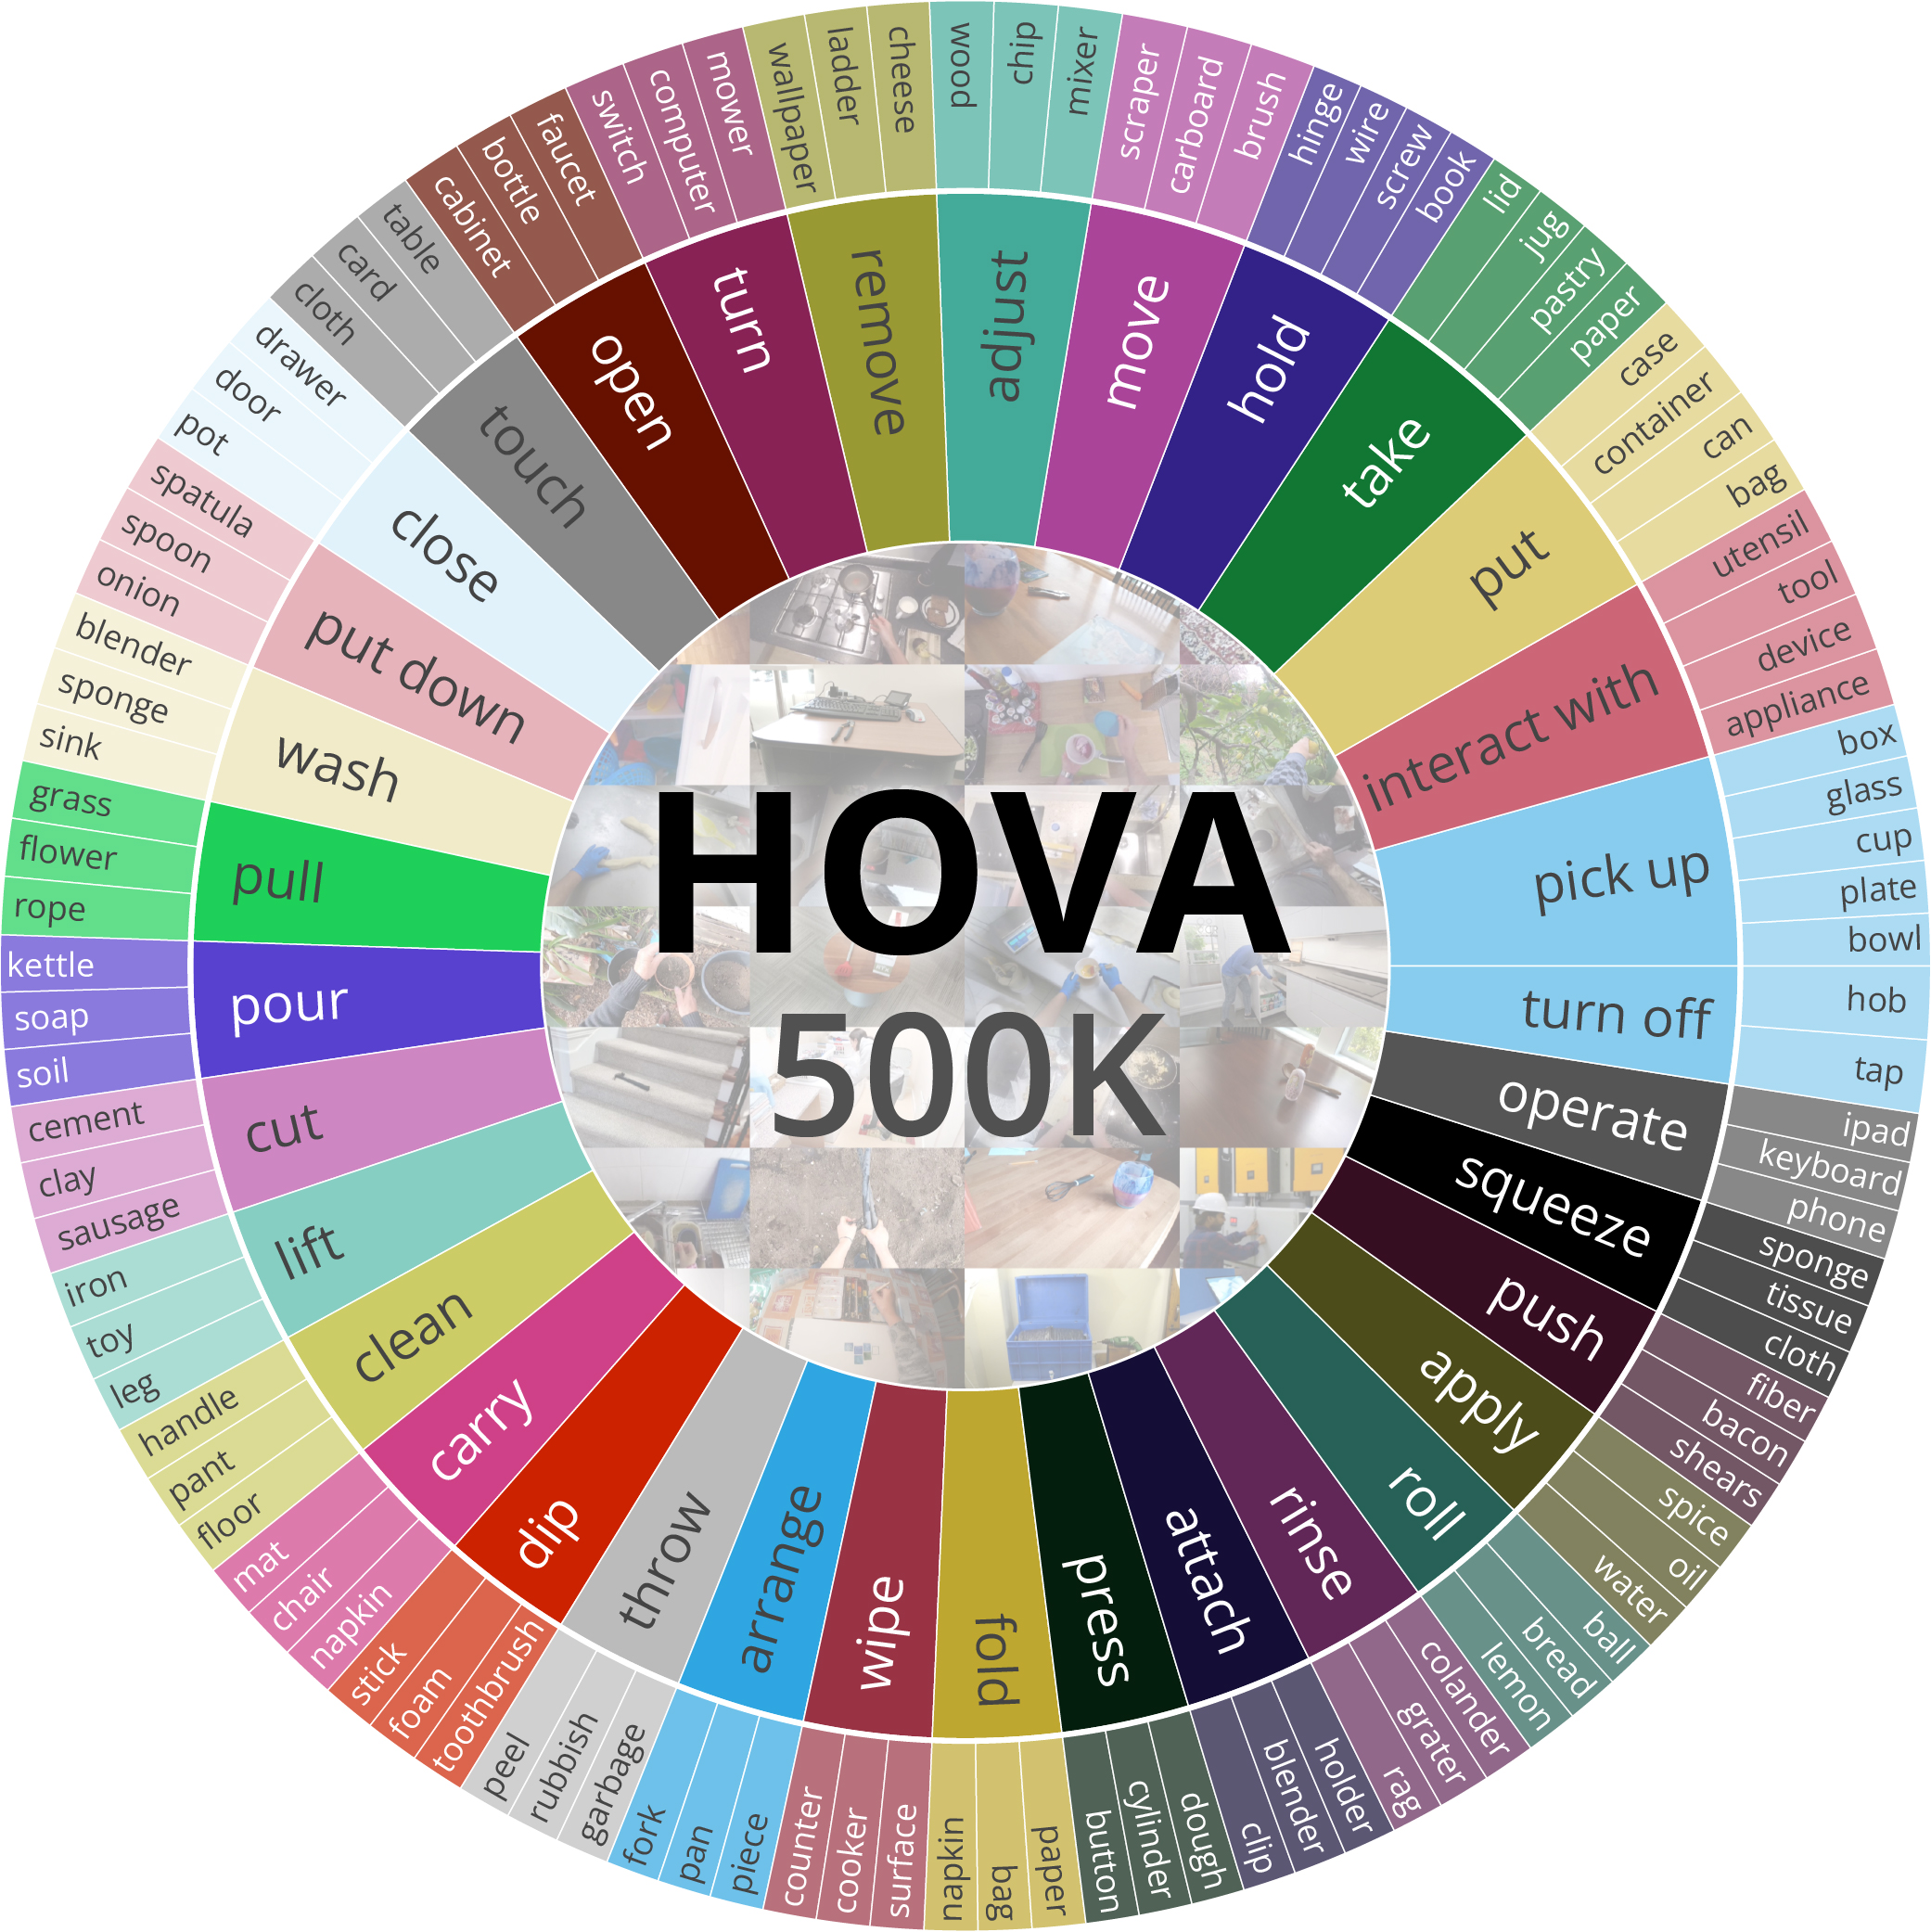 HOVA
500K
adjust
wood
chip
mixer
move
scraper
carboard
brush
hold
hinge
wire
screw
book
take
lid
jug
pastry
paper
put
case
container
can
bag
interact with
utensil
tool
device
appliance
pick up
box
glass
cup
plate
bowl
turn off
hob
tap
operate
ipad
keyboard
phone
squeeze
sponge
tissue
cloth
push
fiber
bacon
shears
apply
spice
oil
water
roll
ball
bread
lemon
rinse
colander
grater
rag
attach
holder
blender
clip
press
dough
cylinder
button
fold
paper
bag
napkin
wipe
surface
cooker
counter
arrange
piece
pan
fork
throw
garbage
rubbish
peel
dip
toothbrush
foam
stick
carry
napkin
chair
mat
clean
floor
pant
handle
lift
leg
toy
iron
cut
sausage
clay
cement
pour
soil
soap
kettle
pull
rope
flower
grass
wash
sink
sponge
blender
put down
onion
spoon
spatula
close
pot
door
drawer
touch
cloth
card
table
open
cabinet
bottle
faucet
turn
switch
computer
mower
remove
wallpaper
ladder
cheese